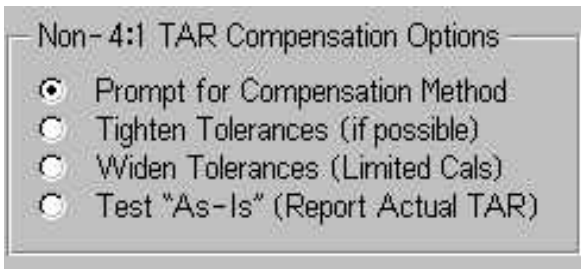 Non-4:1 TAR Compensation Options
Prompt for Compensation Method
Tighten Tolerances (if possible)
Widen Tolerances (Limited Cals)
Test "As-Is" (Report Actual TAR)